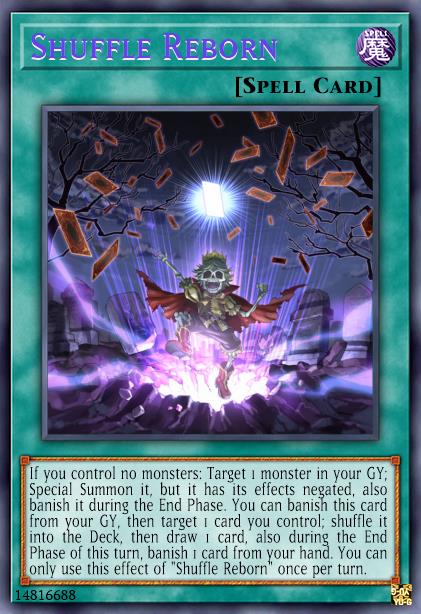 Shuffle Reborn
SPELL
魔
[Spell Card]
If you control no monsters: Target 1 monster in your GY;
Special Summon it, but it has its effects negated, also
banish it during the End Phase. You can banish this card
from your GY, then target 1 card you control; shuffle it
into the Deck, then draw 1 card, also during the End
Phase of this turn, banish 1 card from your hand. You can
only use this effect of "Shuffle Reborn" once per turn.
14816688